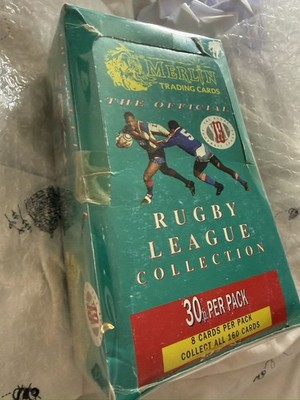 MERLIN
TRADING CARDS
THE OFFICIAL
5
RUGBY
LEAGUE
COLLECTION
30p PER PACK
8 CARDS PER PACK
COLLECT ALL 160 CARDS